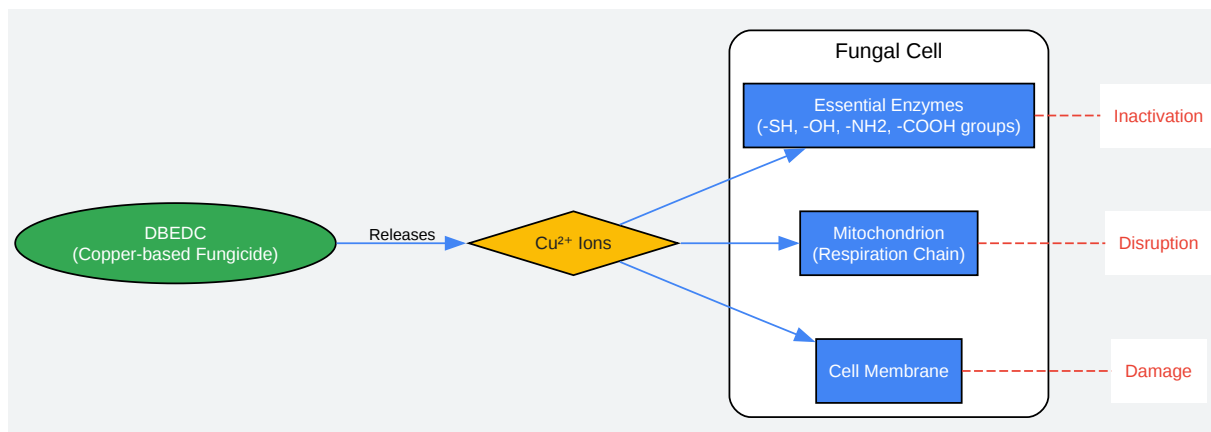 Fungal Cell
Essential Enzymes
(-SH, -OH, -NH2, -COOH groups)
Inactivation
DBEDC
(Copper-based Fungicide)
Releases
Cu²⁺ Ions
Mitochondrion
(Respiration Chain)
Disruption
Cell Membrane
Damage